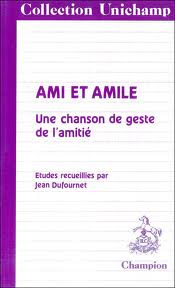 Collection Unichamp
AMI ET AMILE
Une chanson de geste
de l'amitié
Etudes recueillies par
Jean Dufournet
Champion